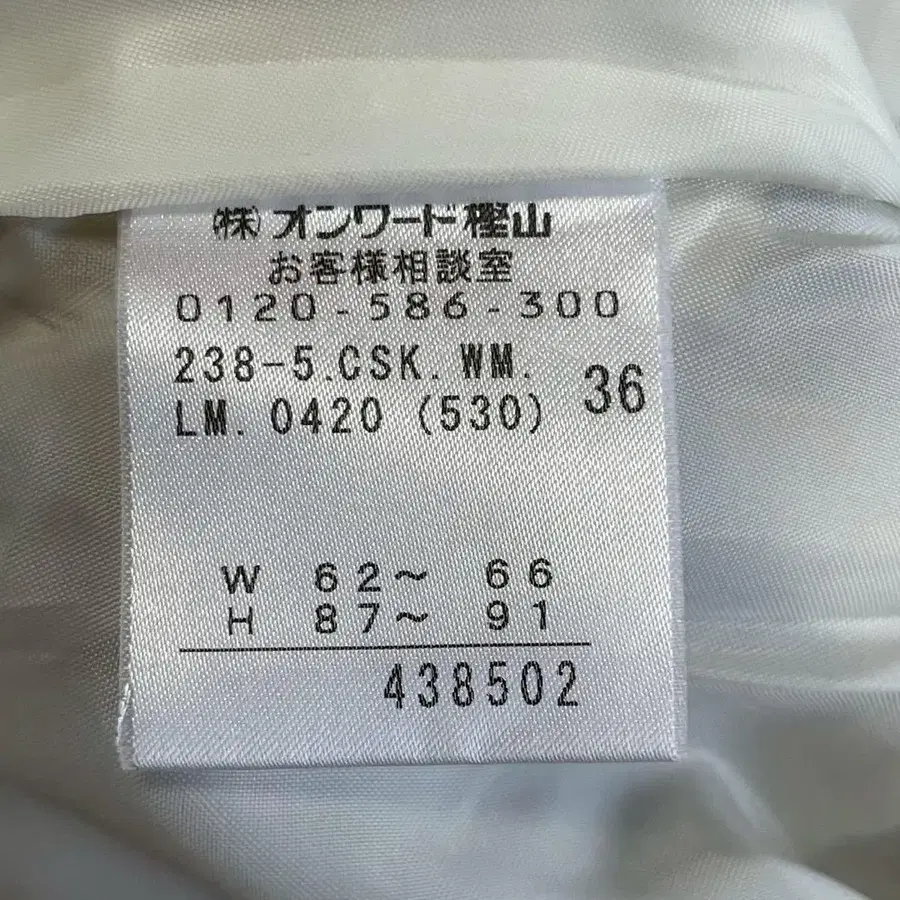 ㈱オンワード樫山
お客様相談室
0120-586-300
238-5.CSK.WM.
LM.0420 (530) 36
W 62～ 66
H 87～ 91
438502